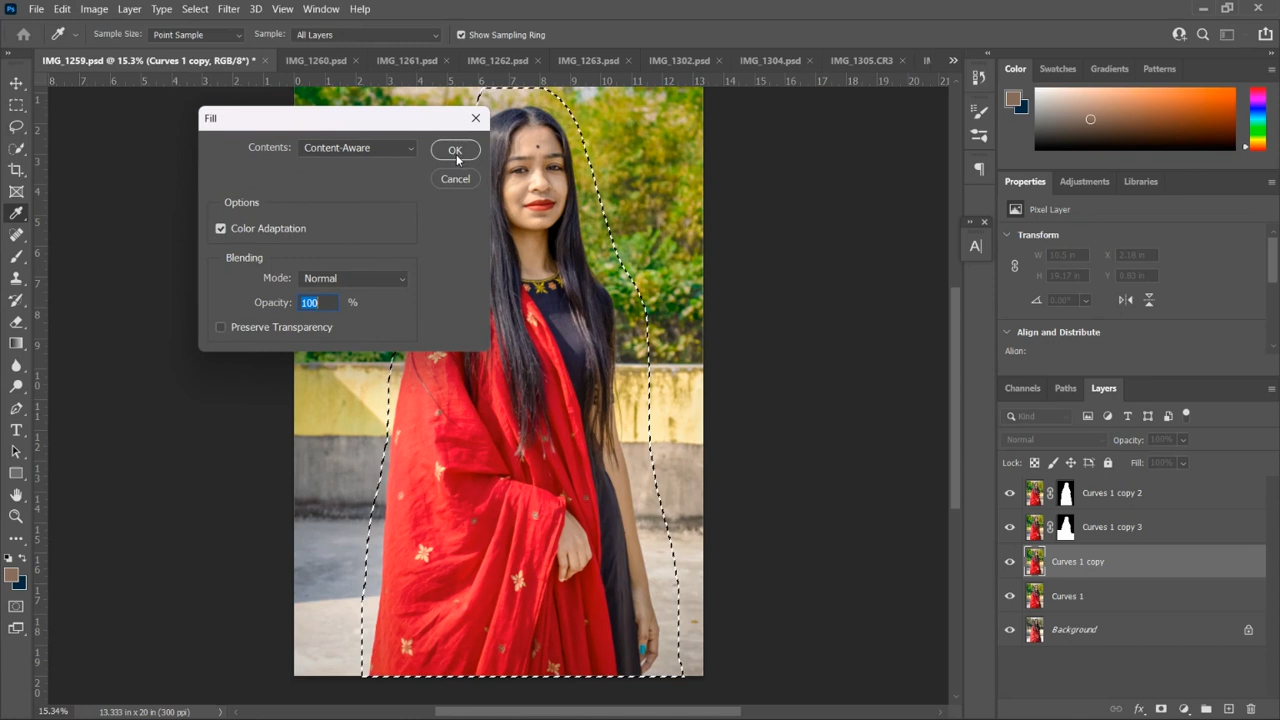 Ps File Edit Image Layer Type Select Filter 3D View Window Help
Sample Size: Point Sample Sample: All Layers Show Sampling Ring
IMG_1259.psd @ 15.3% (Curves 1 copy, RGB/8*) * × IMG_1260.psd × IMG_1261.psd × IMG_1262.psd × IMG_1263.psd × IMG_1302.psd × IMG_1304.psd × IMG_1305.CR3 ×
Color Swatches Gradients Patterns
Fill
Contents: Content-Aware
OK
Cancel
Options
Color Adaptation
Blending
Mode: Normal
Opacity: 100 %
Preserve Transparency
Properties Adjustments Libraries
Pixel Layer
Transform
W 10.5 in X 2.18 in
H 19.17 in Y 0.83 in
0.00°
Align and Distribute
Align:
Channels Paths Layers
Kind
Normal Opacity: 100%
Lock: Fill: 100%
Curves 1 copy 2
Curves 1 copy 3
Curves 1 copy
Curves 1
Background
15.34% 13.333 in x 20 in (300 ppi)